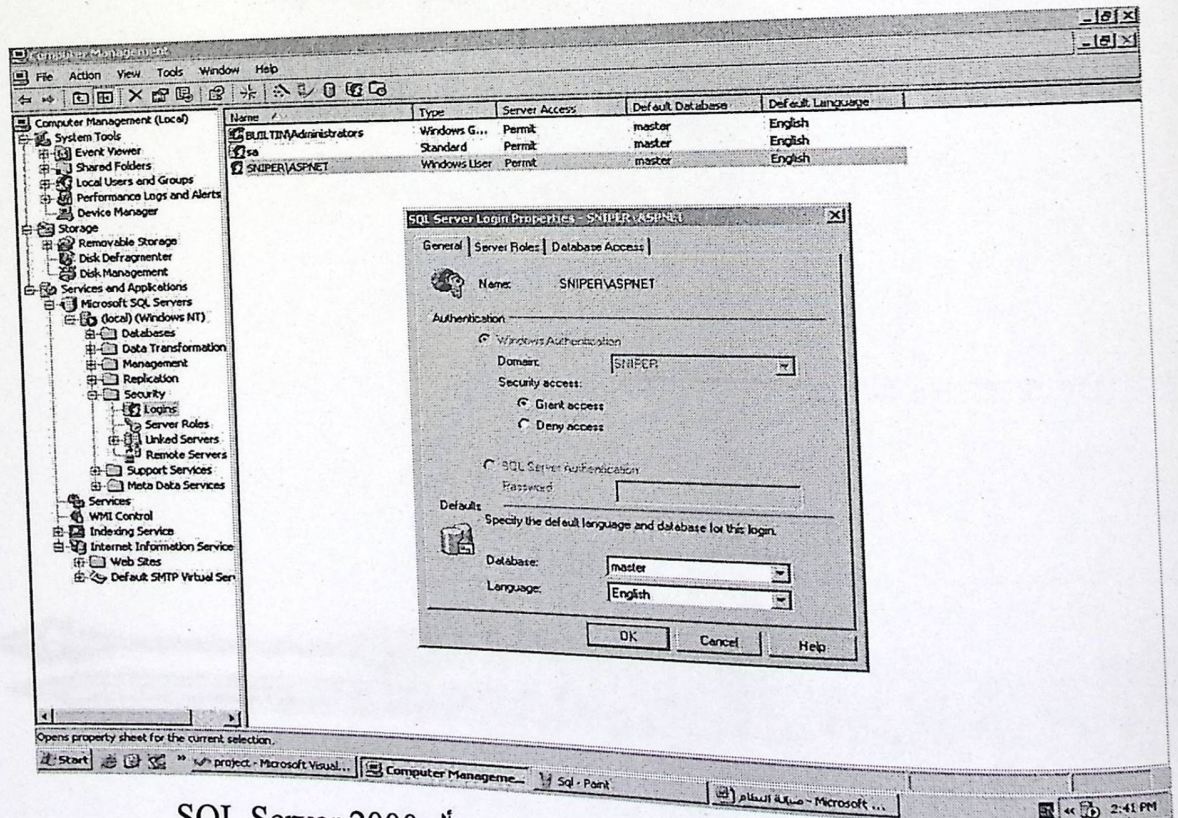 Computer Management
File Action View Tools Window Help
Computer Management (Local)
System Tools
Event Viewer
Shared Folders
Local Users and Groups
Performance Logs and Alerts
Device Manager
Storage
Removable Storage
Disk Defragmenter
Disk Management
Services and Applications
Microsoft SQL Servers
(local) (Windows NT)
Databases
Data Transformation
Management
Replication
Security
Logins
Server Roles
Linked Servers
Remote Servers
Support Services
Meta Data Services
Services
WMI Control
Indexing Service
Internet Information Service
Web Sites
Default SMTP Virtual Ser
Name Type Server Access Default Database Default Language
BUILTIN\Administrators Windows G... Permit master English
sa Standard Permit master English
SNIPER\ASPNET Windows User Permit master English
SQL Server Login Properties - SNIPER\ASPNET
General Server Roles Database Access
Name: SNIPER\ASPNET
Authentication
Windows Authentication
Domain: SNIPER
Security access:
Grant access
Deny access
SQL Server Authentication
Password
Defaults
Specify the default language and database for this login.
Database: master
Language: English
OK Cancel Help
Opens property sheet for the current selection.
Start project - Microsoft Visual... Computer Manageme... Sql - Paint صيانة النظام - Microsoft ... 2:41 PM
SQL Server 2000